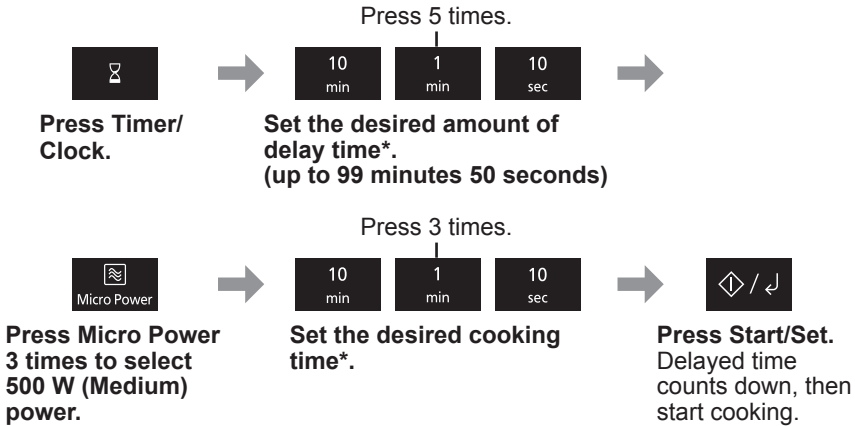 Press 5 times.
10 min
1 min
10 sec
Press Timer/
Clock.
Set the desired amount of
delay time*.
(up to 99 minutes 50 seconds)
Press 3 times.
Micro Power
10 min
1 min
10 sec
Press Micro Power
3 times to select
500 W (Medium)
power.
Set the desired cooking
time*.
/
Press Start/Set.
Delayed time
counts down, then
start cooking.